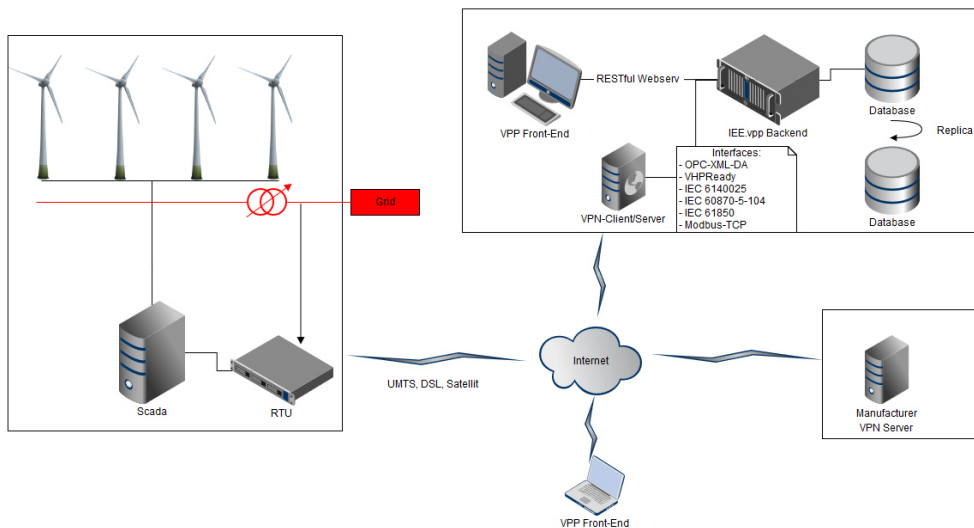 RESTful Webserv
VPP Front-End
IEE.vpp Backend
Database
Replica
Interfaces:
- OPC-XML-DA
- VHPReady
- IEC 6140025
- IEC 60870-5-104
- IEC 61850
- Modbus-TCP
VPN-Client/Server
Database
Grid
Scada
RTU
UMTS, DSL, Satellit
Internet
Manufacturer
VPN Server
VPP Front-End